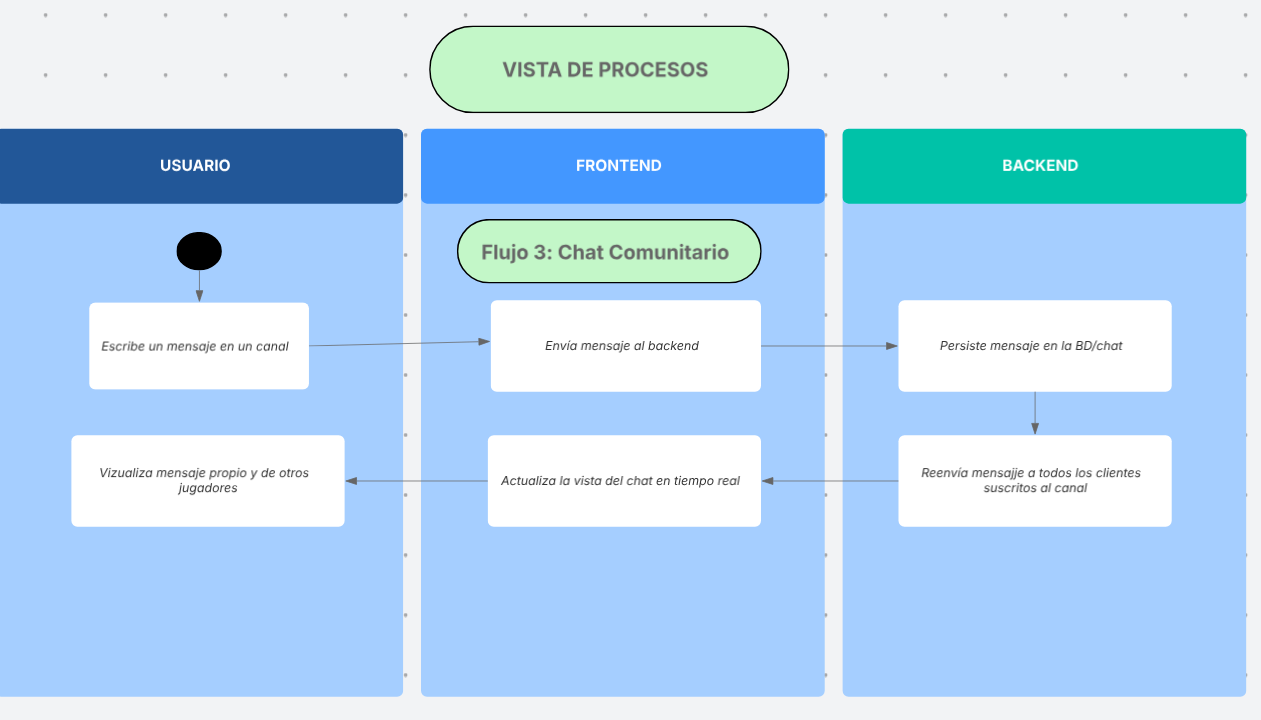 VISTA DE PROCESOS
USUARIO
FRONTEND
BACKEND
Flujo 3: Chat Comunitario
Escribe un mensaje en un canal
Envía mensaje al backend
Persiste mensaje en la BD/chat
Vizualiza mensaje propio y de otros
jugadores
Actualiza la vista del chat en tiempo real
Reenvía mensajje a todos los clientes
suscritos al canal